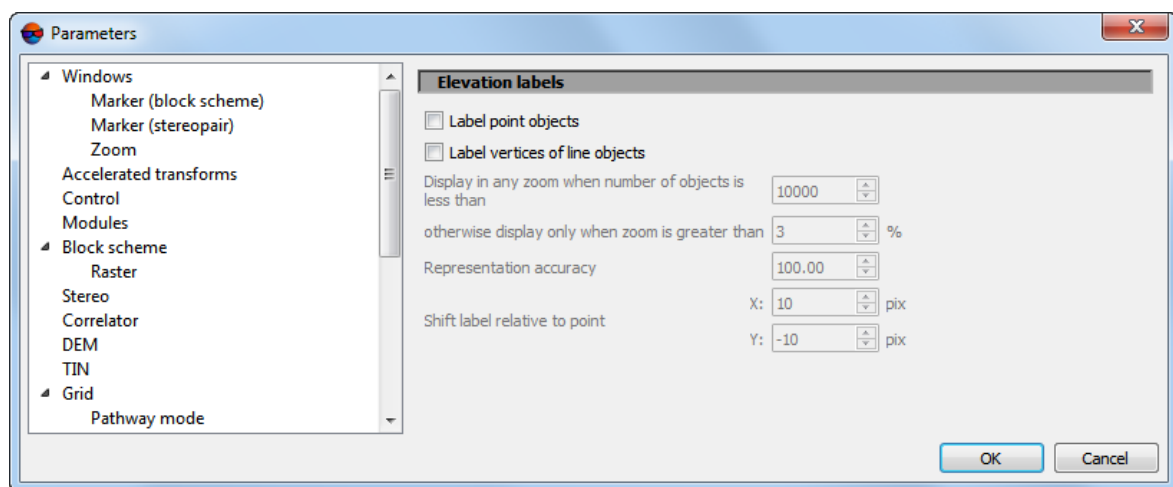 Parameters
Windows
Marker (block scheme)
Marker (stereopair)
Zoom
Accelerated transforms
Control
Modules
Block scheme
Raster
Stereo
Correlator
DEM
TIN
Grid
Pathway mode
Elevation labels
Label point objects
Label vertices of line objects
Display in any zoom when number of objects is
less than
10000
otherwise display only when zoom is greater than 3 %
Representation accuracy 100.00
Shift label relative to point
X: 10 pix
Y: -10 pix
OK Cancel